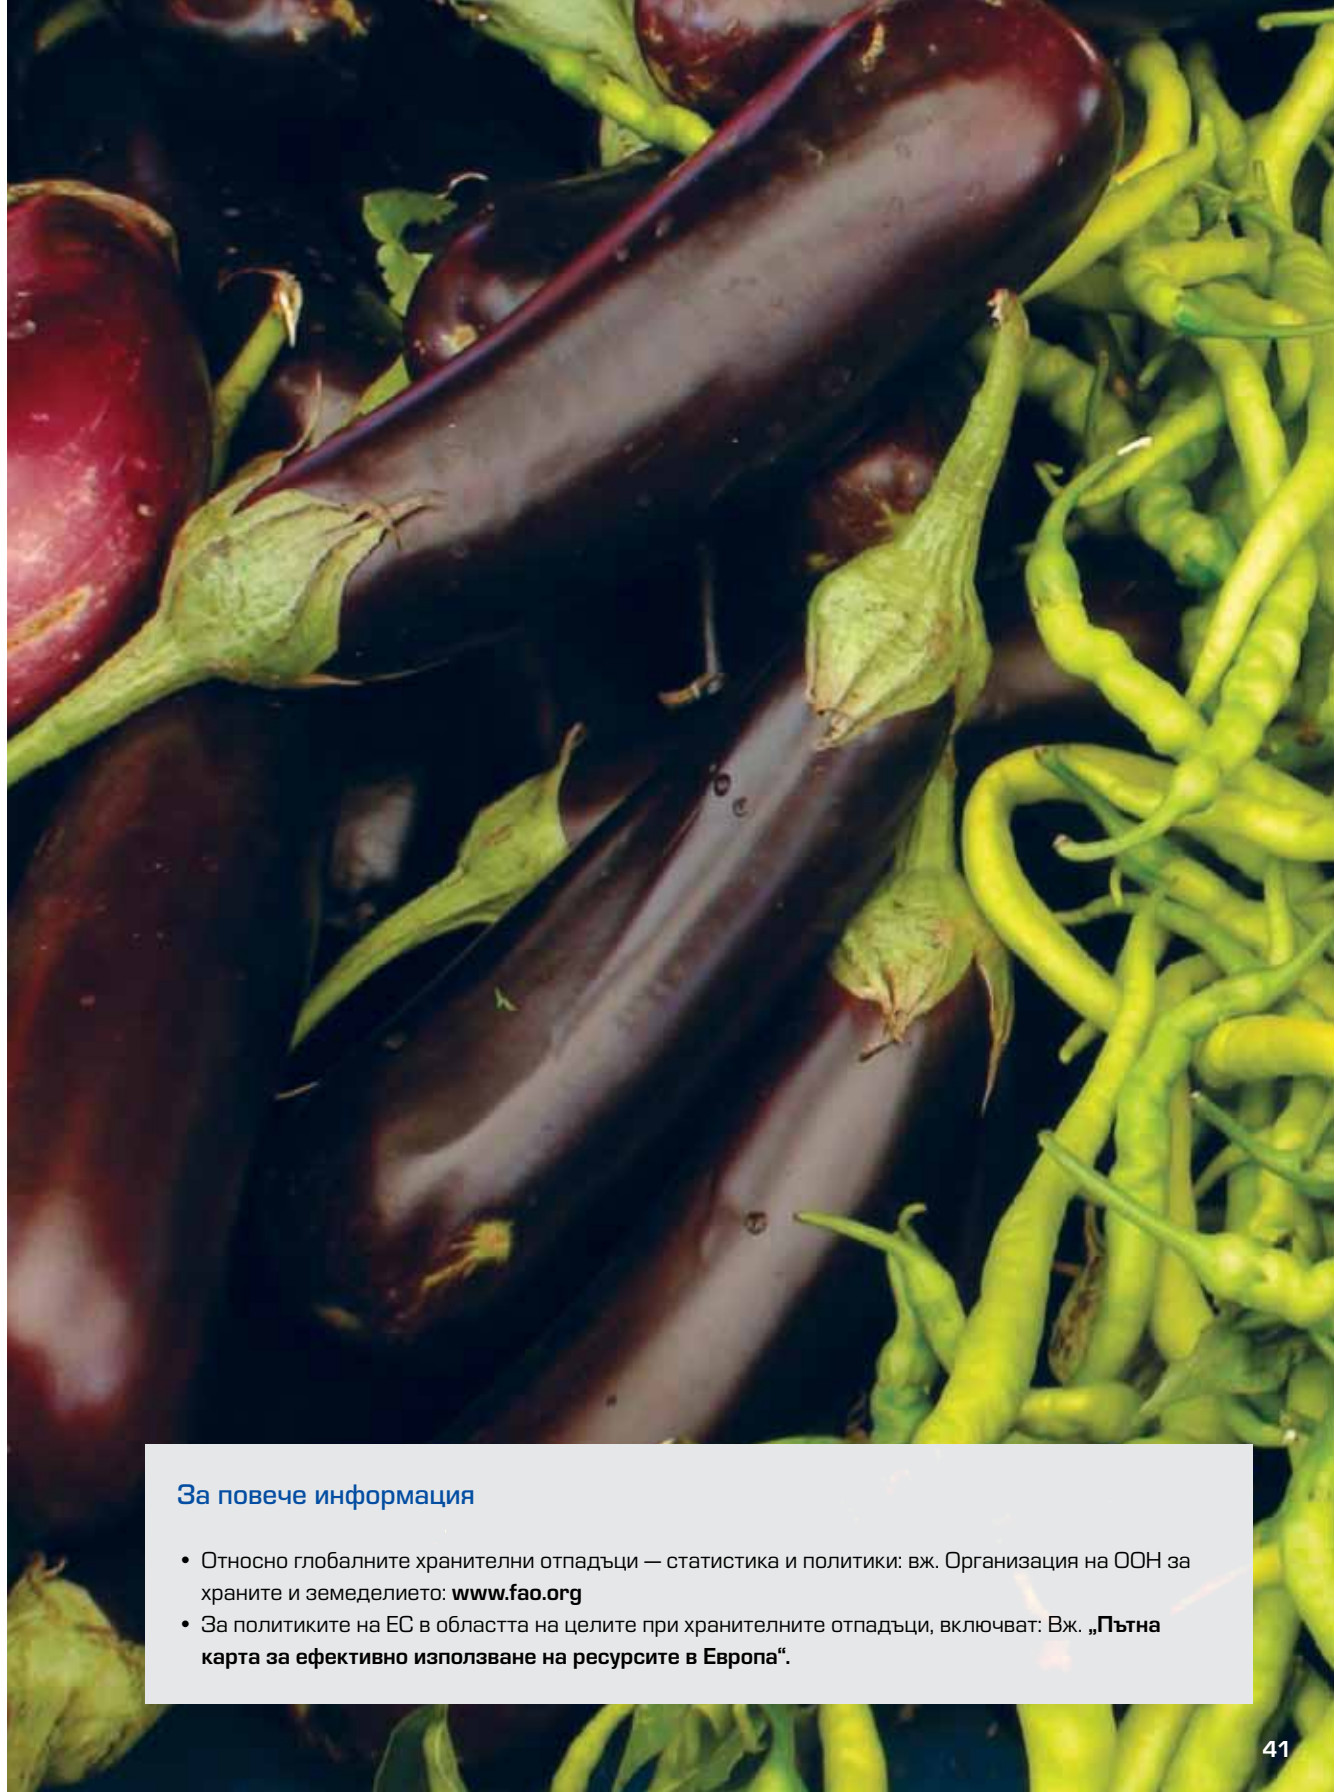 За повече информация
• Относно глобалните хранителни отпадъци — статистика и политики: вж. Организация на ООН за
храните и земеделието: www.fao.org
• За политиките на ЕС в областта на целите при хранителните отпадъци, включват: Вж. „Пътна
карта за ефективно използване на ресурсите в Европа“.
41